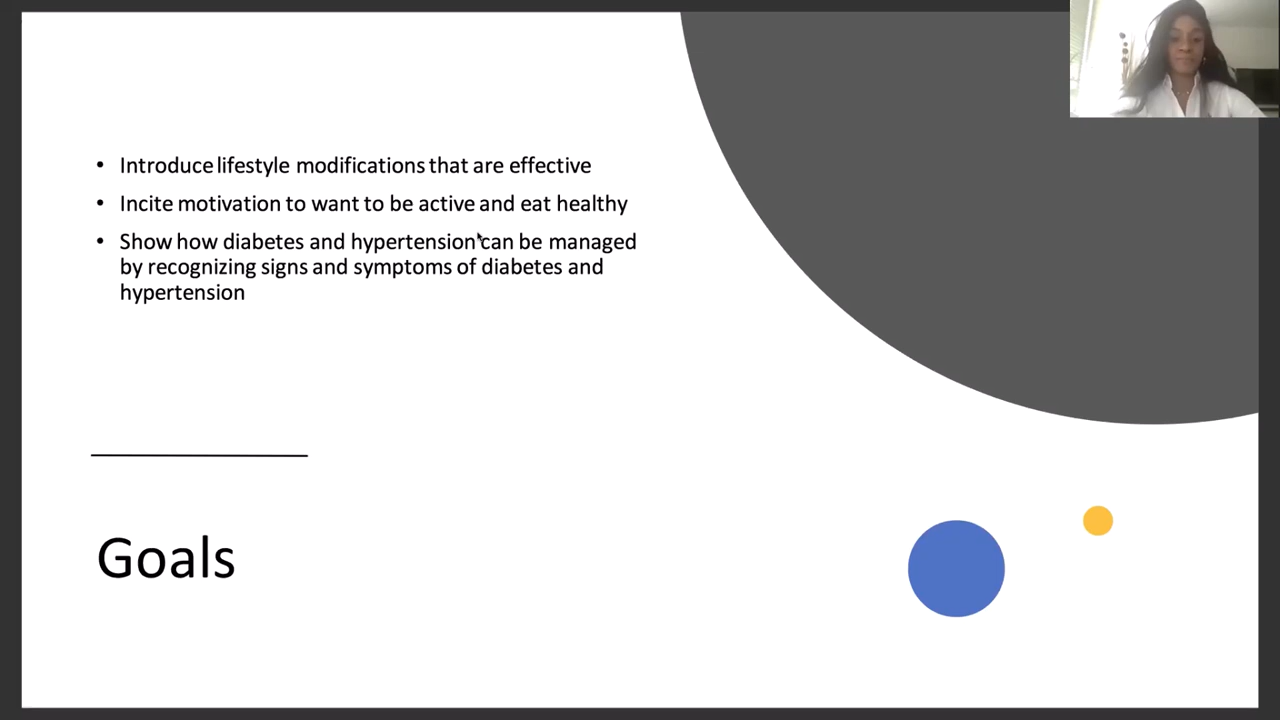 • Introduce lifestyle modifications that are effective
• Incite motivation to want to be active and eat healthy
• Show how diabetes and hypertension can be managed
by recognizing signs and symptoms of diabetes and
hypertension
Goals